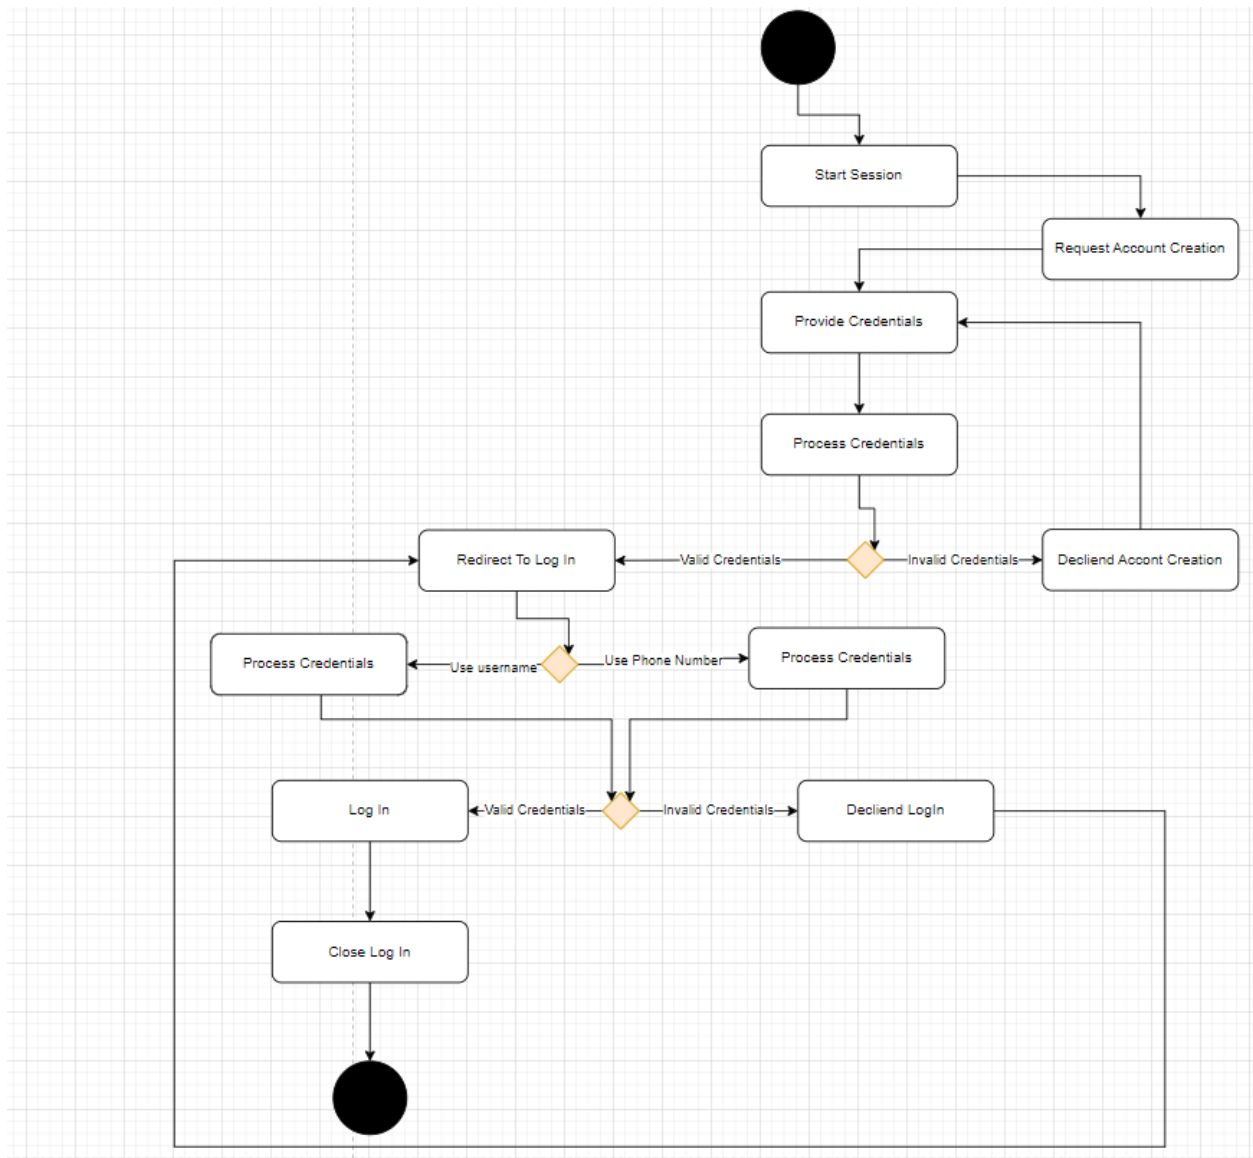 Start Session
Request Account Creation
Provide Credentials
Process Credentials
Redirect To Log In
Valid Credentials
Invalid Credentials
Decliend Accont Creation
Process Credentials
Use username
Use Phone Number
Process Credentials
Log In
Valid Credentials
Invalid Credentials
Decliend LogIn
Close Log In